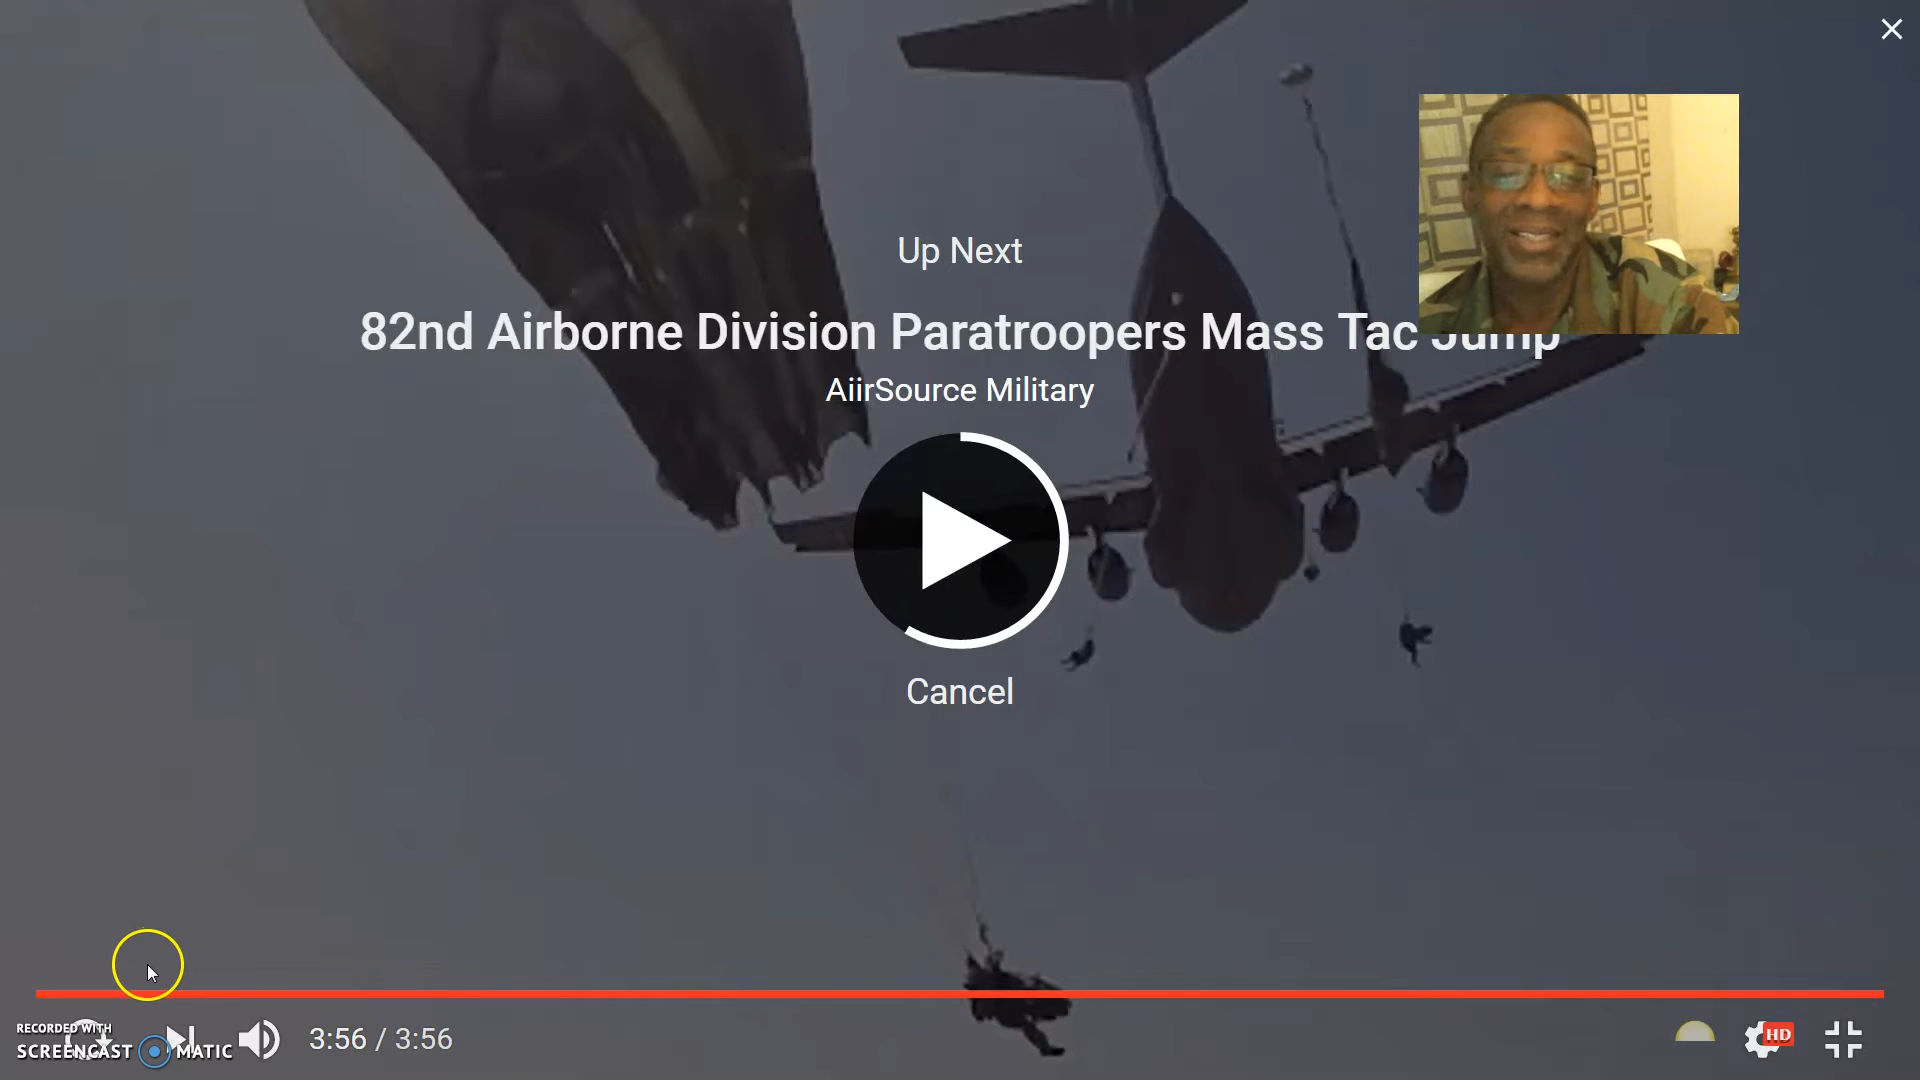 Up Next
82nd Airborne Division Paratroopers Mass Tac Jump
AiirSource Military
Cancel
RECORDED WITH
SCREENCAST MATIC
3:56 / 3:56
HD